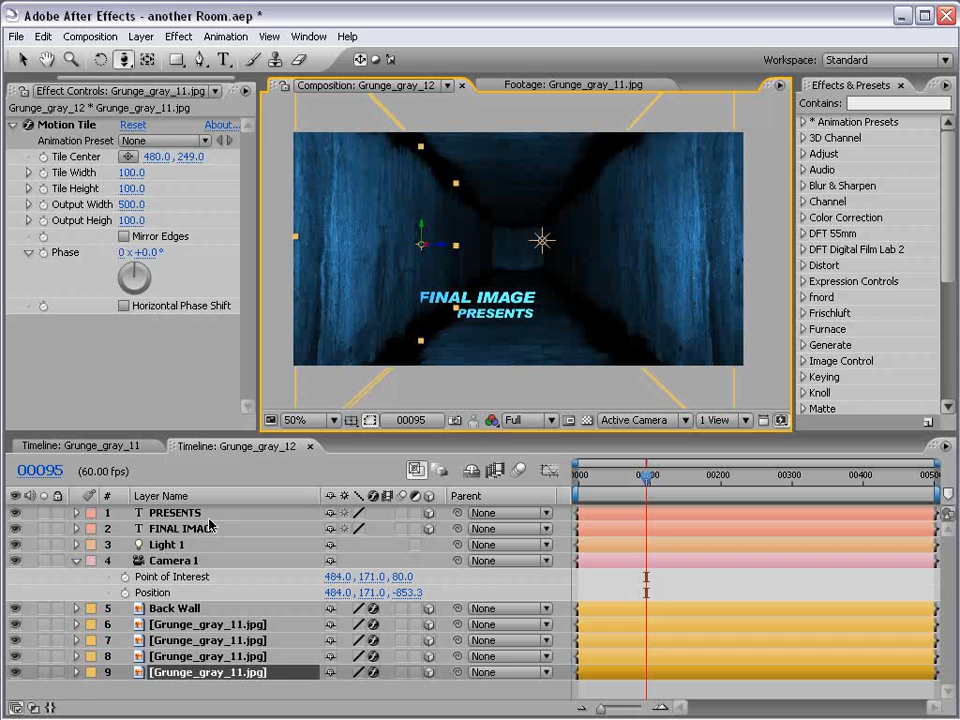 Adobe After Effects - another Room.aep *
File Edit Composition Layer Effect Animation View Window Help
Workspace: Standard
Effect Controls: Grunge_gray_11.jpg
Grunge_gray_12 * Grunge_gray_11.jpg
Motion Tile Reset About...
Animation Preset None
Tile Center 480.0, 249.0
Tile Width 100.0
Tile Height 100.0
Output Width 500.0
Output Heigh 100.0
Mirror Edges
Phase 0 x+0.0°
Horizontal Phase Shift
Composition: Grunge_gray_12
Footage: Grunge_gray_11.jpg
FINAL IMAGE
PRESENTS
50% 00095 Full Active Camera 1 View
Effects & Presets
Contains:
* Animation Presets
3D Channel
Adjust
Audio
Blur & Sharpen
Channel
Color Correction
DFT 55mm
DFT Digital Film Lab 2
Distort
Expression Controls
fnord
Frischluft
Furnace
Generate
Image Control
Keying
Knoll
Matte
Timeline: Grunge_gray_11 Timeline: Grunge_gray_12
00095 (60.00 fps)
00200 00300 00400
# Layer Name Parent
1 PRESENTS None
2 FINAL IMAGE None
3 Light 1 None
4 Camera 1 None
Point of Interest 484.0, 171.0, 80.0
Position 484.0, 171.0, -853.3
5 Back Wall None
6 [Grunge_gray_11.jpg] None
7 [Grunge_gray_11.jpg] None
8 [Grunge_gray_11.jpg] None
9 [Grunge_gray_11.jpg] None